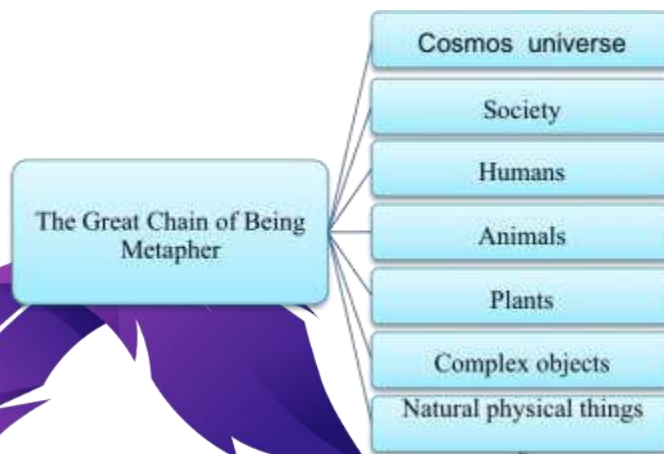 Cosmos universe
Society
Humans
The Great Chain of Being
Metapher
Animals
Plants
Complex objects
Natural physical things